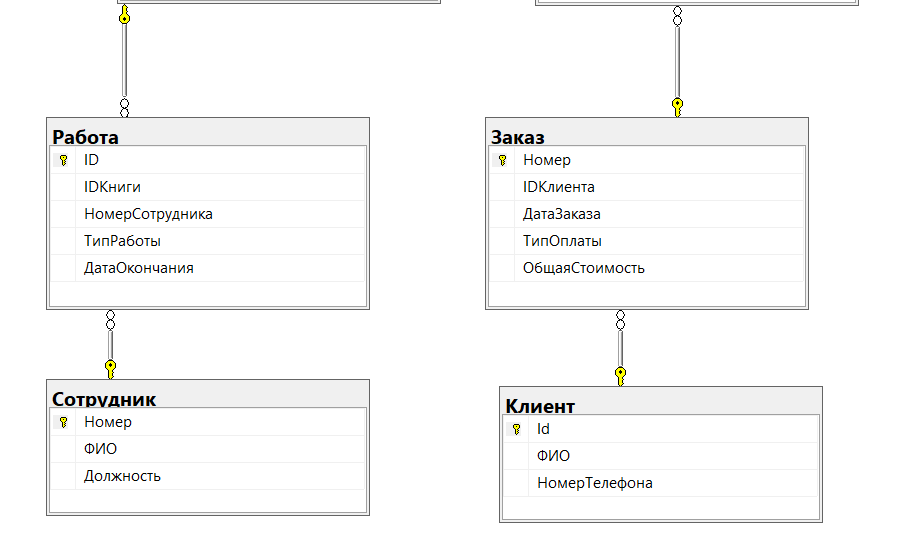 Работа
ID
IDКниги
НомерСотрудника
ТипРаботы
ДатаОкончания
Заказ
Номер
IDКлиента
ДатаЗаказа
ТипОплаты
ОбщаяСтоимость
Сотрудник
Номер
ФИО
Должность
Клиент
Id
ФИО
НомерТелефона